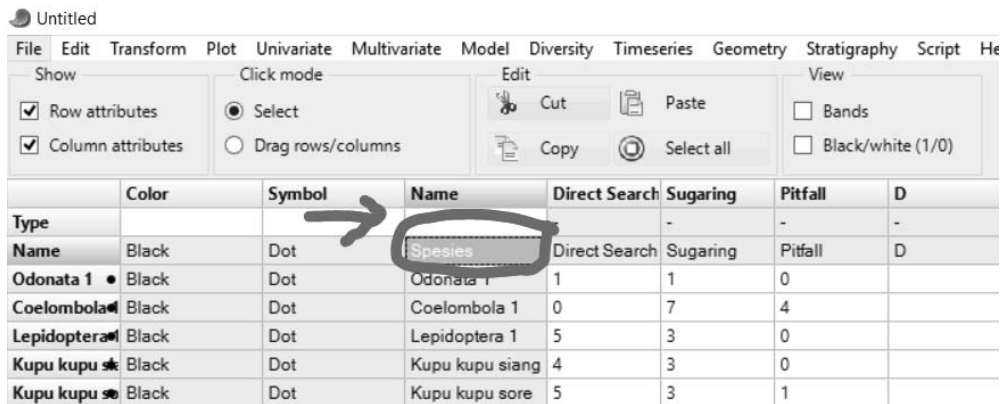 Untitled
File Edit Transform Plot Univariate Multivariate Model Diversity Timeseries Geometry Stratigraphy Script He
Show Click mode Edit View
Row attributes Select Cut Paste Bands
Column attributes Drag rows/columns Copy Select all Black/white (1/0)
Color Symbol Name Direct Search Sugaring Pitfall D
Type - - - -
Name Black Dot Spesies Direct Search Sugaring Pitfall D
Odonata 1 Black Dot Odonata 1 1 1 0
Coelombola Black Dot Coelombola 1 0 7 4
Lepidoptera 1 Black Dot Lepidoptera 1 5 3 0
Kupu kupu s Black Dot Kupu kupu siang 4 3 0
Kupu kupu so Black Dot Kupu kupu sore 5 3 1